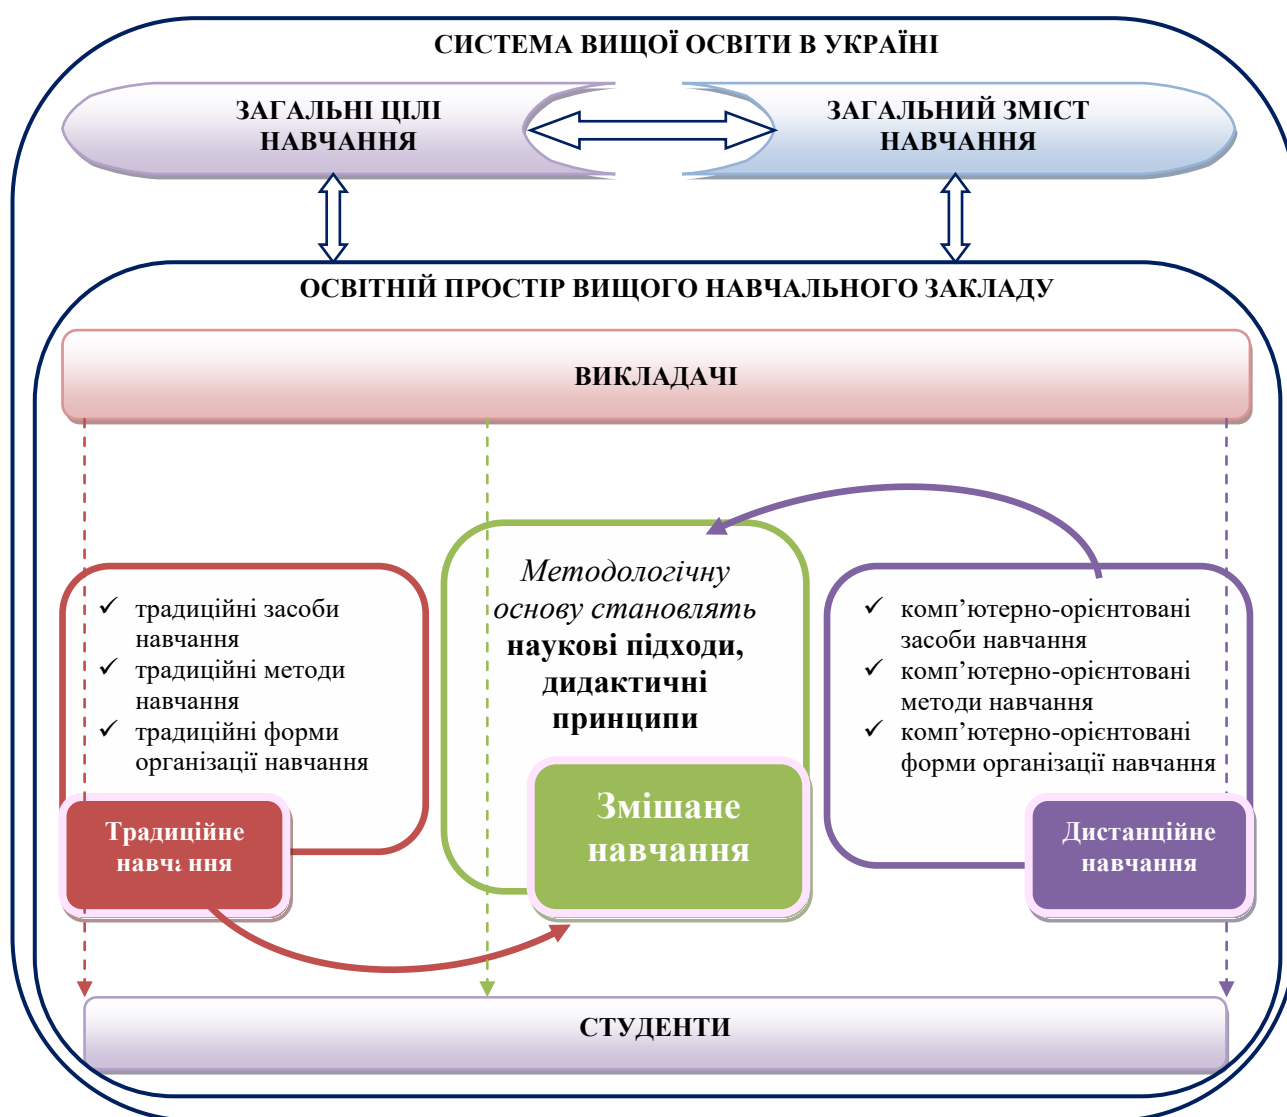 СИСТЕМА ВИЩОЇ ОСВІТИ В УКРАЇНІ
ЗАГАЛЬНІ ЦІЛІ
НАВЧАННЯ
ЗАГАЛЬНИЙ ЗМІСТ
НАВЧАННЯ
ОСВІТНІЙ ПРОСТІР ВИЩОГО НАВЧАЛЬНОГО ЗАКЛАДУ
ВИКЛАДАЧІ
✓ традиційні засоби
навчання
✓ традиційні методи
навчання
✓ традиційні форми
організації навчання
Традиційне
навчання
Методологічну
основу становлять
наукові підходи,
дидактичні
принципи
Змішане
навчання
✓ комп’ютерно-орієнтовані
засоби навчання
✓ комп’ютерно-орієнтовані
методи навчання
✓ комп’ютерно-орієнтовані
форми організації навчання
Дистанційне
навчання
СТУДЕНТИ